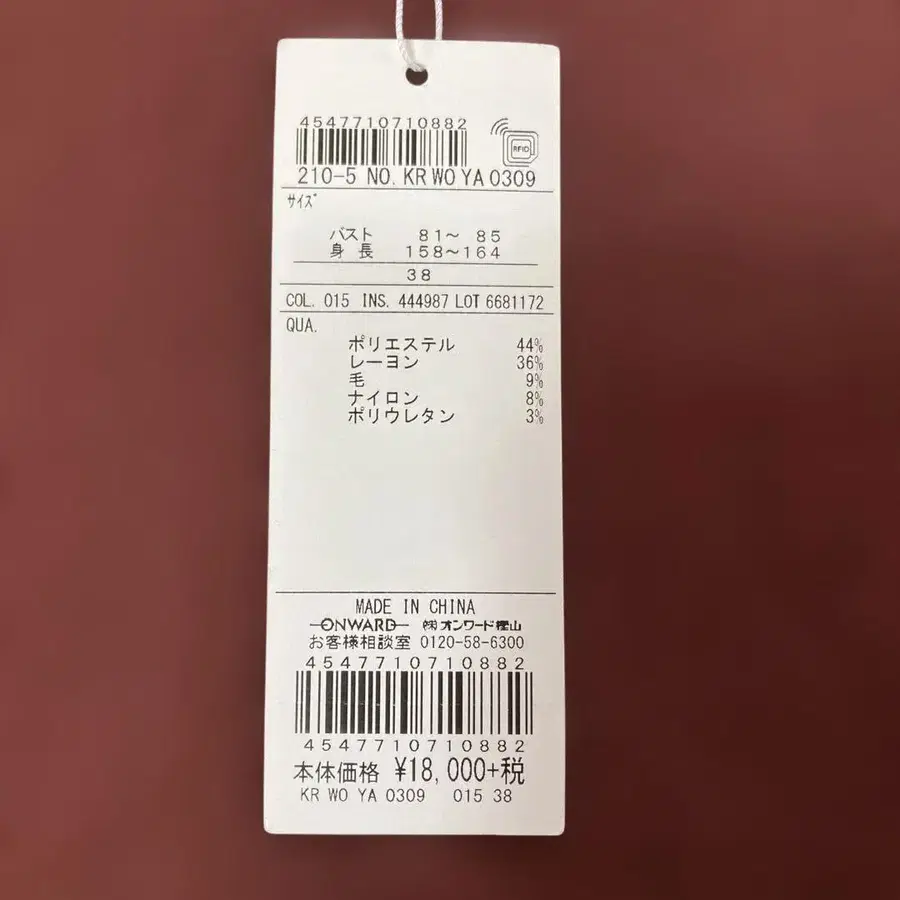 4547710710882
RFID
210-5 NO. KR WO YA 0309
サイズ
バスト 81～ 85
身 長 158～164
38
COL. 015 INS. 444987 LOT 6681172
QUA.
ポリエステル 44%
レーヨン 36%
毛 9%
ナイロン 8%
ポリウレタン 3%
MADE IN CHINA
ONWARD ㈱オンワード樫山
お客様相談室 0120-58-6300
4547710710882
4547710710882
本体価格 ¥18,000+税
KR WO YA 0309 015 38